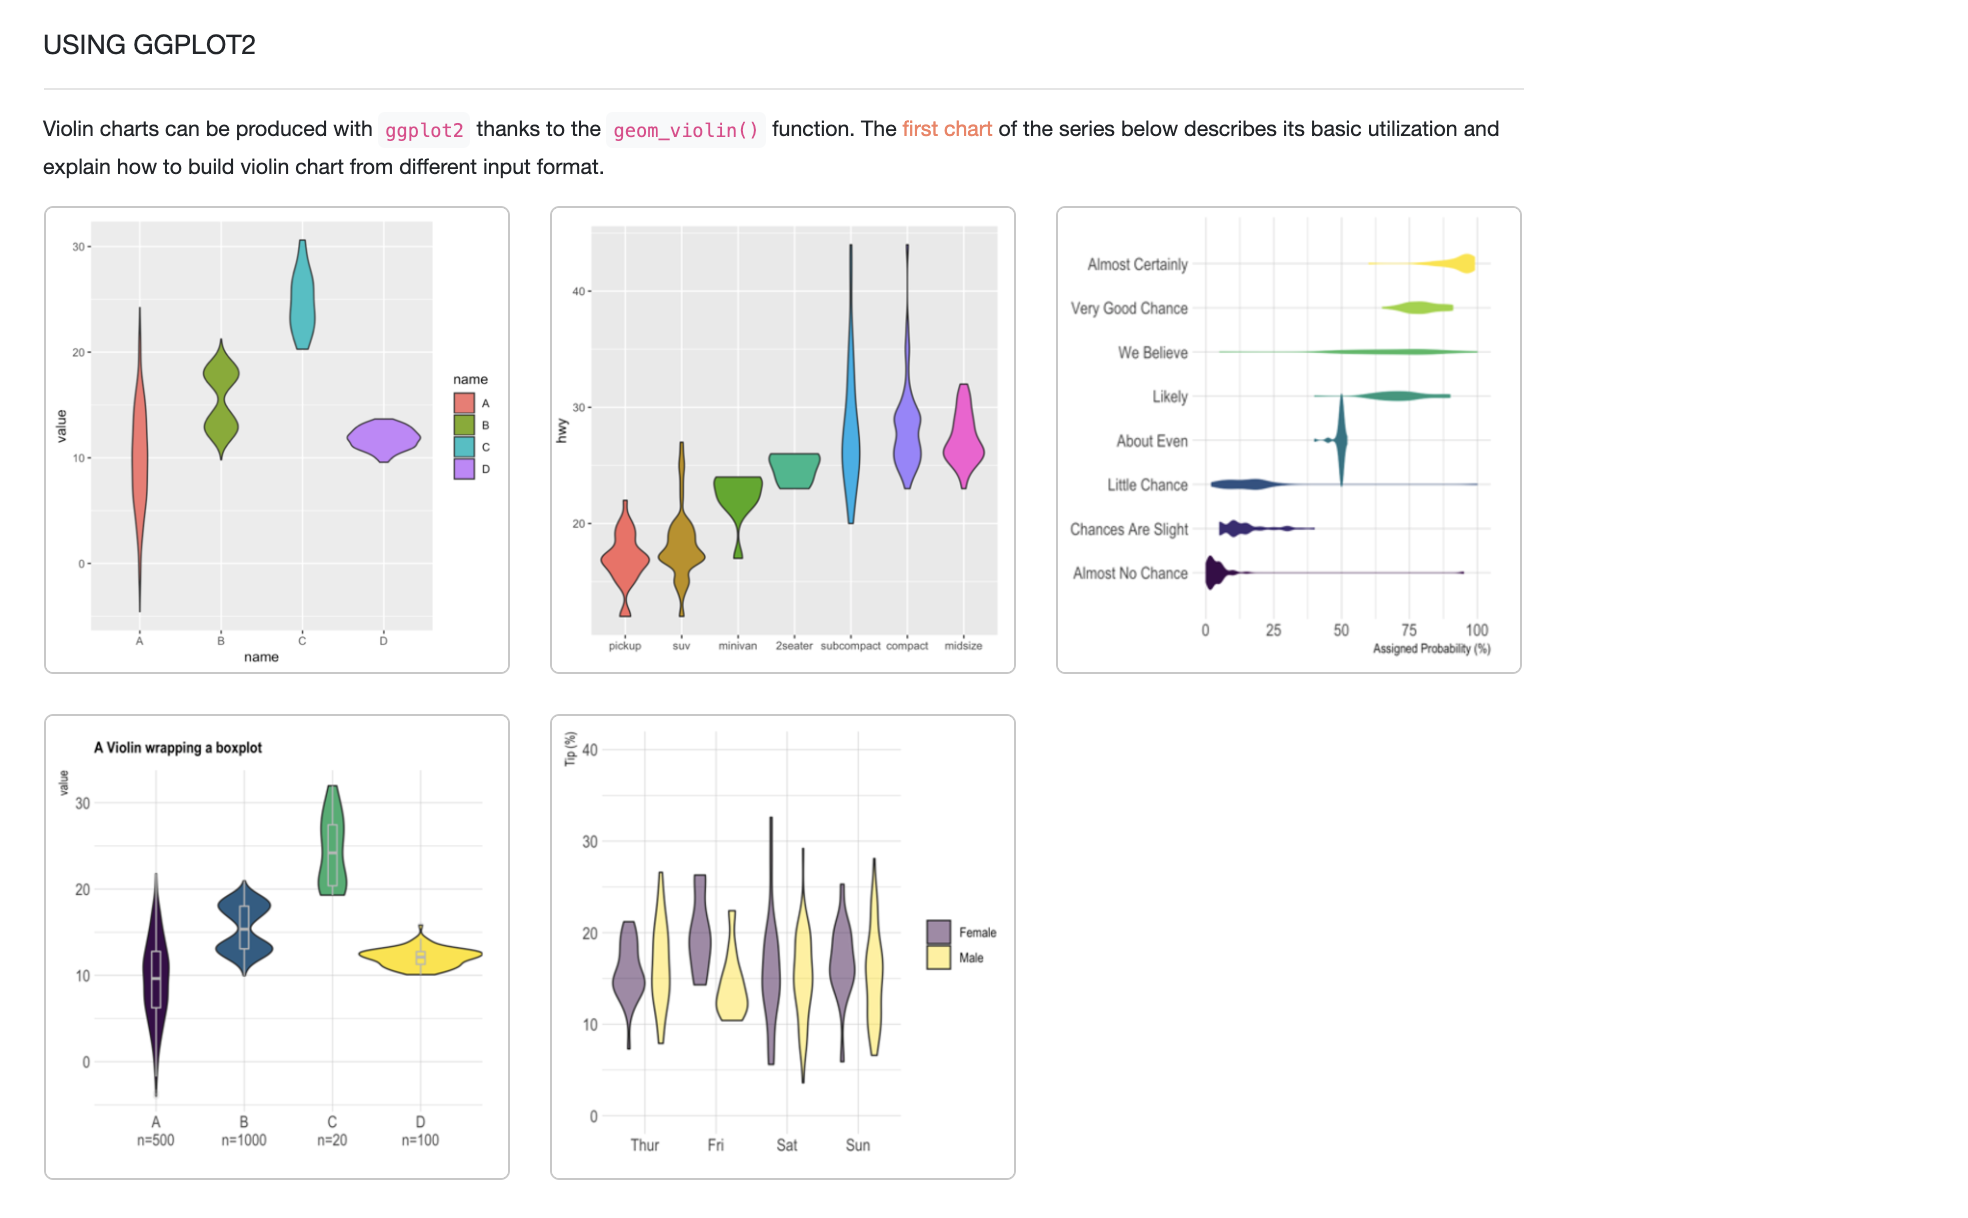 USING GGPLOT2
Violin charts can be produced with ggplot2 thanks to the geom_violin() function. The first chart of the series below describes its basic utilization and
explain how to build violin chart from different input format.
30
20
10
0
value
A B C D
name
name
A
B
C
D
40
30
20
hwy
pickup suv minivan 2seater subcompact compact midsize
Almost Certainly
Very Good Chance
We Believe
Likely
About Even
Little Chance
Chances Are Slight
Almost No Chance
0 25 50 75 100
Assigned Probability (%)
A Violin wrapping a boxplot
value
30
20
10
0
A B C D
n=500 n=1000 n=20 n=100
Tip (%)
40
30
20
10
0
Thur Fri Sat Sun
Female
Male